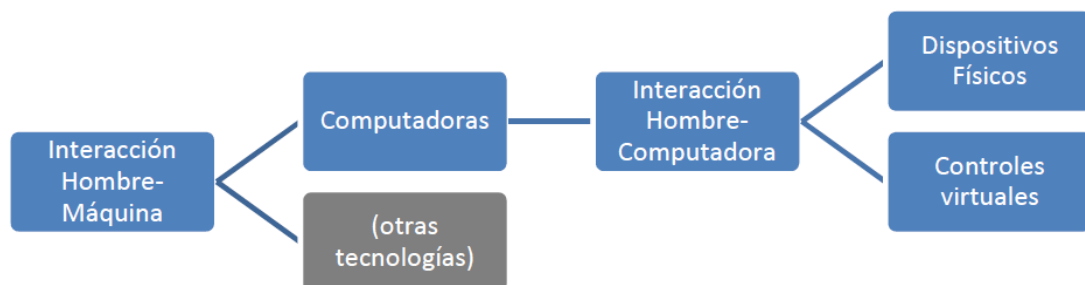 Interacción
Hombre-
Máquina
Computadoras
(otras
tecnologías)
Interacción
Hombre-
Computadora
Dispositivos
Físicos
Controles
virtuales